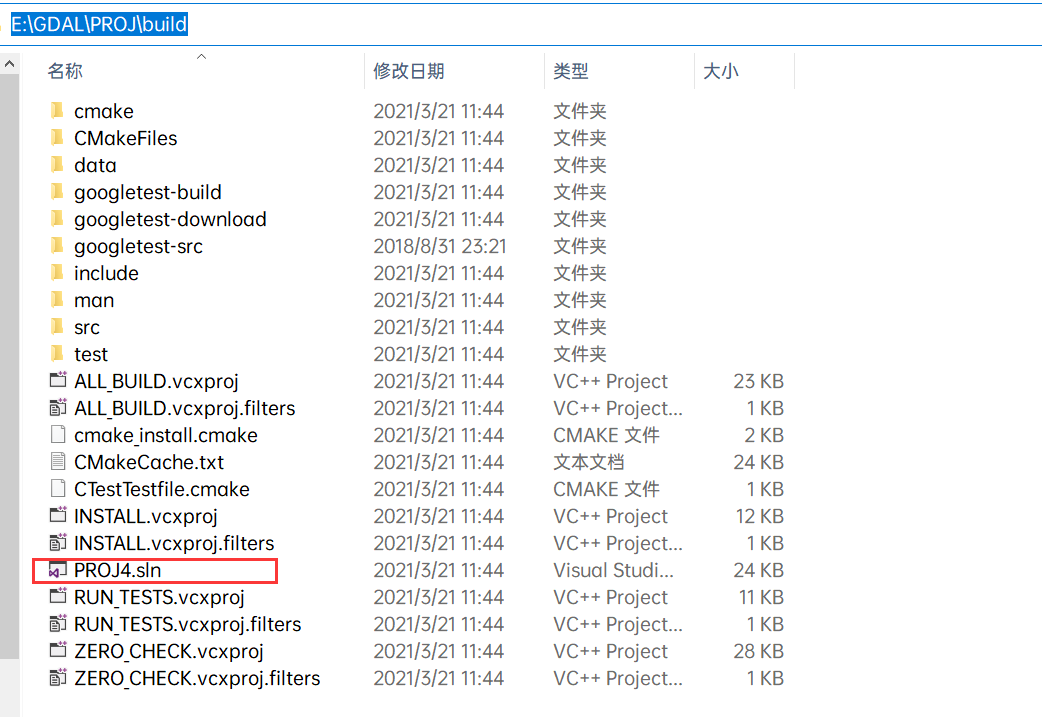 E:\GDAL\PROJ\build
名称 修改日期 类型 大小
cmake 2021/3/21 11:44 文件夹
CMakeFiles 2021/3/21 11:44 文件夹
data 2021/3/21 11:44 文件夹
googletest-build 2021/3/21 11:44 文件夹
googletest-download 2021/3/21 11:44 文件夹
googletest-src 2018/8/31 23:21 文件夹
include 2021/3/21 11:44 文件夹
man 2021/3/21 11:44 文件夹
src 2021/3/21 11:44 文件夹
test 2021/3/21 11:44 文件夹
ALL_BUILD.vcxproj 2021/3/21 11:44 VC++ Project 23 KB
ALL_BUILD.vcxproj.filters 2021/3/21 11:44 VC++ Project... 1 KB
cmake_install.cmake 2021/3/21 11:44 CMAKE 文件 2 KB
CMakeCache.txt 2021/3/21 11:44 文本文档 24 KB
CTestTestfile.cmake 2021/3/21 11:44 CMAKE 文件 1 KB
INSTALL.vcxproj 2021/3/21 11:44 VC++ Project 12 KB
INSTALL.vcxproj.filters 2021/3/21 11:44 VC++ Project... 1 KB
PROJ4.sln 2021/3/21 11:44 Visual Studi... 24 KB
RUN_TESTS.vcxproj 2021/3/21 11:44 VC++ Project 11 KB
RUN_TESTS.vcxproj.filters 2021/3/21 11:44 VC++ Project... 1 KB
ZERO_CHECK.vcxproj 2021/3/21 11:44 VC++ Project 28 KB
ZERO_CHECK.vcxproj.filters 2021/3/21 11:44 VC++ Project... 1 KB